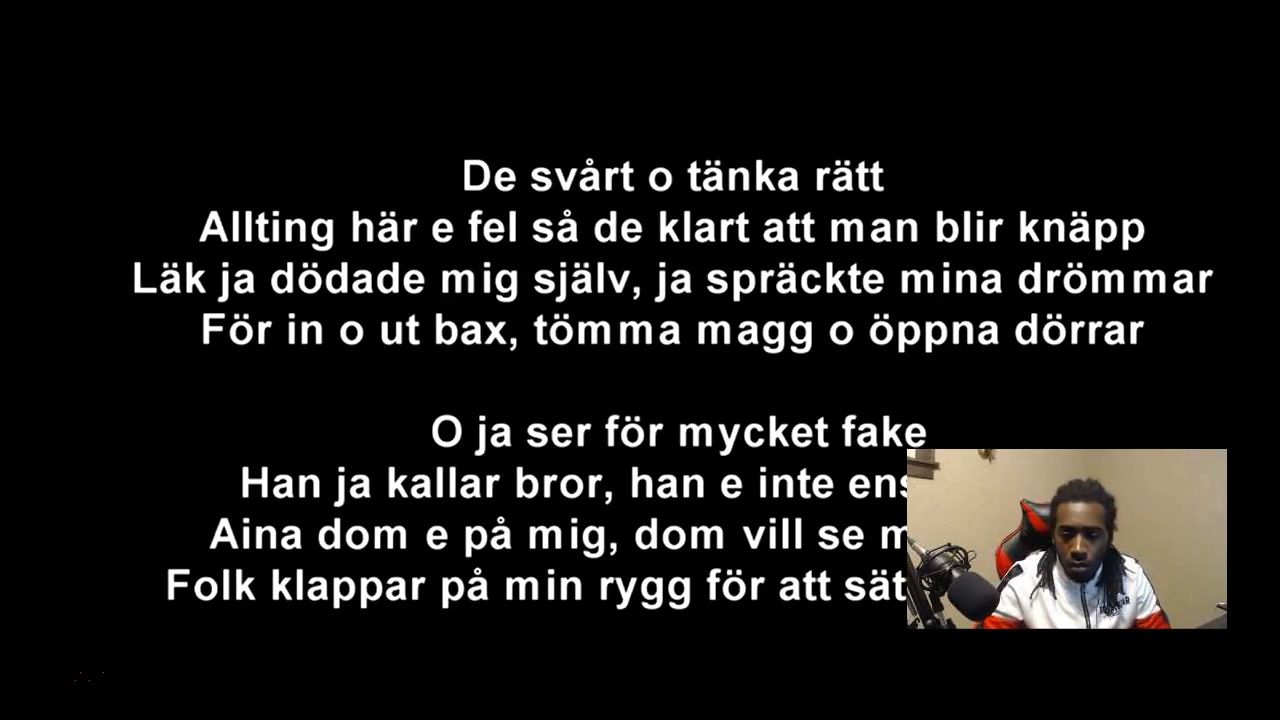 De svårt o tänka rätt
Allting här e fel så de klart att man blir knäpp
Läk ja dödade mig själv, ja spräckte mina drömmar
För in o ut bax, tömma magg o öppna dörrar
O ja ser för mycket fake
Han ja kallar bror, han e inte
Aina dom e på mig, dom vill se
Folk klappar på min rygg för att